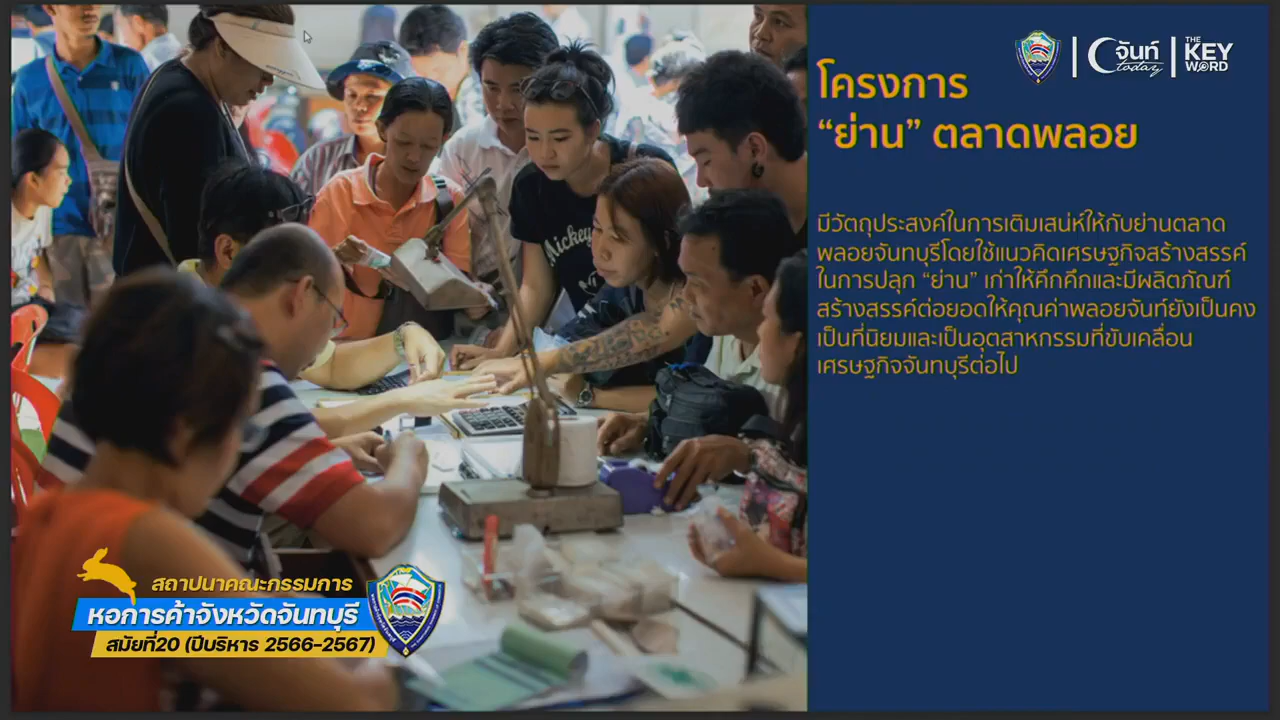 จันท์
today
THE
KEY
WORD
โครงการ
“ย่าน” ตลาดพลอย
มีวัตถุประสงค์ในการเติมเสน่ห์ให้กับย่านตลาด
พลอยจันทบุรีโดยใช้แนวคิดเศรษฐกิจสร้างสรรค์
ในการปลุก “ย่าน” เก่าให้คึกคึกและมีผลิตภัณฑ์
สร้างสรรค์ต่อยอดให้คุณค่าพลอยจันท์ยังเป็นคง
เป็นที่นิยมและเป็นอุตสาหกรรมที่ขับเคลื่อน
เศรษฐกิจจันทบุรีต่อไป
Mickey
สถาปนาคณะกรรมการ
หอการค้าจังหวัดจันทบุรี
สมัยที่20 (ปีบริหาร 2566-2567)